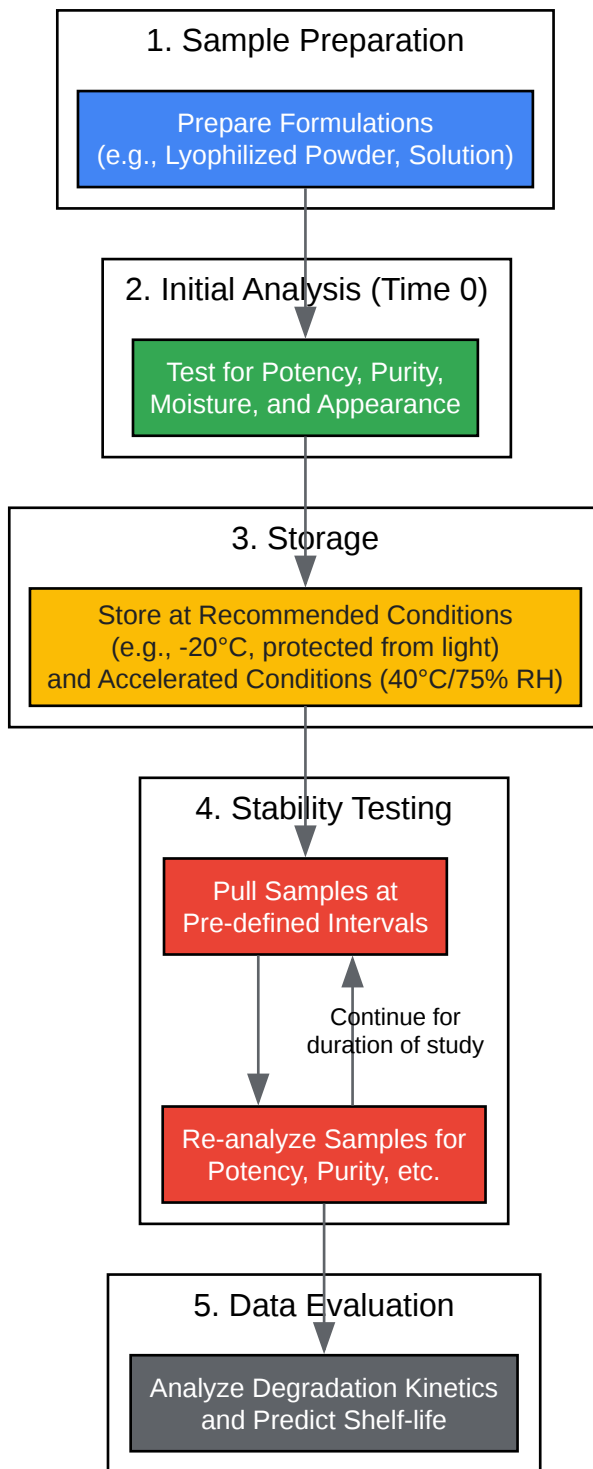 1. Sample Preparation
Prepare Formulations
(e.g., Lyophilized Powder, Solution)
2. Initial Analysis (Time 0)
Test for Potency, Purity,
Moisture, and Appearance
3. Storage
Store at Recommended Conditions
(e.g., -20°C, protected from light)
and Accelerated Conditions (40°C/75% RH)
4. Stability Testing
Pull Samples at
Pre-defined Intervals
Continue for
duration of study
Re-analyze Samples for
Potency, Purity, etc.
5. Data Evaluation
Analyze Degradation Kinetics
and Predict Shelf-life